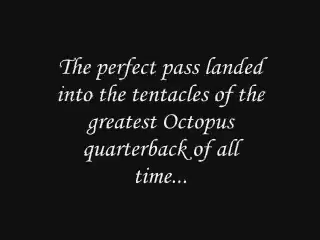 The perfect pass landed
into the tentacles of the
greatest Octopus
quarterback of all
time...